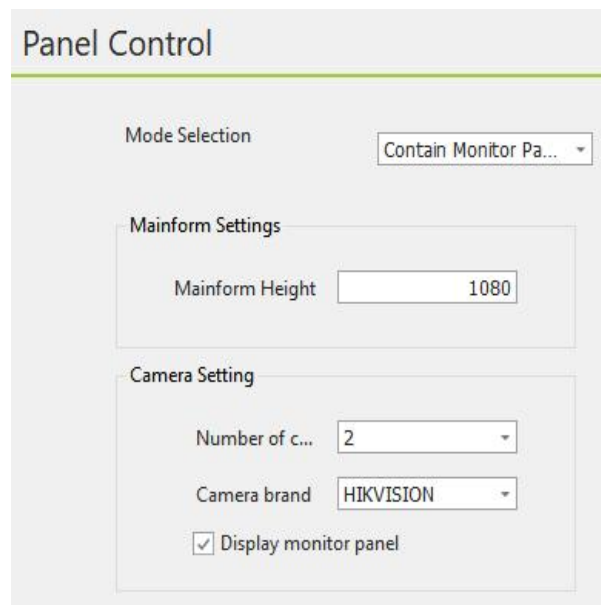 Panel Control
Mode Selection
Contain Monitor Pa...
Mainform Settings
Mainform Height 1080
Camera Setting
Number of c... 2
Camera brand HIKVISION
Display monitor panel